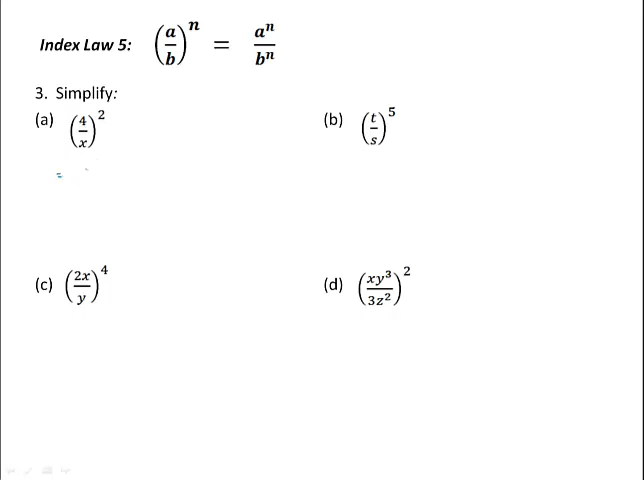 Index Law 5: (a/b)^n = a^n/b^n
3. Simplify:
(a) (4/x)^2 (b) (t/s)^5
=
(c) (2x/y)^4 (d) (xy^3/3z^2)^2